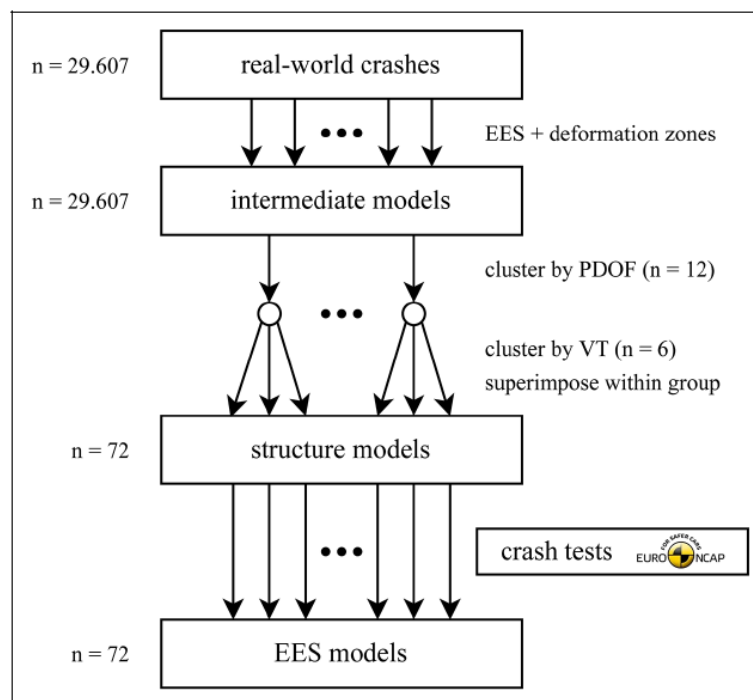 n = 29.607
real-world crashes
EES + deformation zones
n = 29.607
intermediate models
cluster by PDOF (n = 12)
cluster by VT (n = 6)
superimpose within group
n = 72
structure models
crash tests
FOR SAFER CARS
EURO NCAP
n = 72
EES models